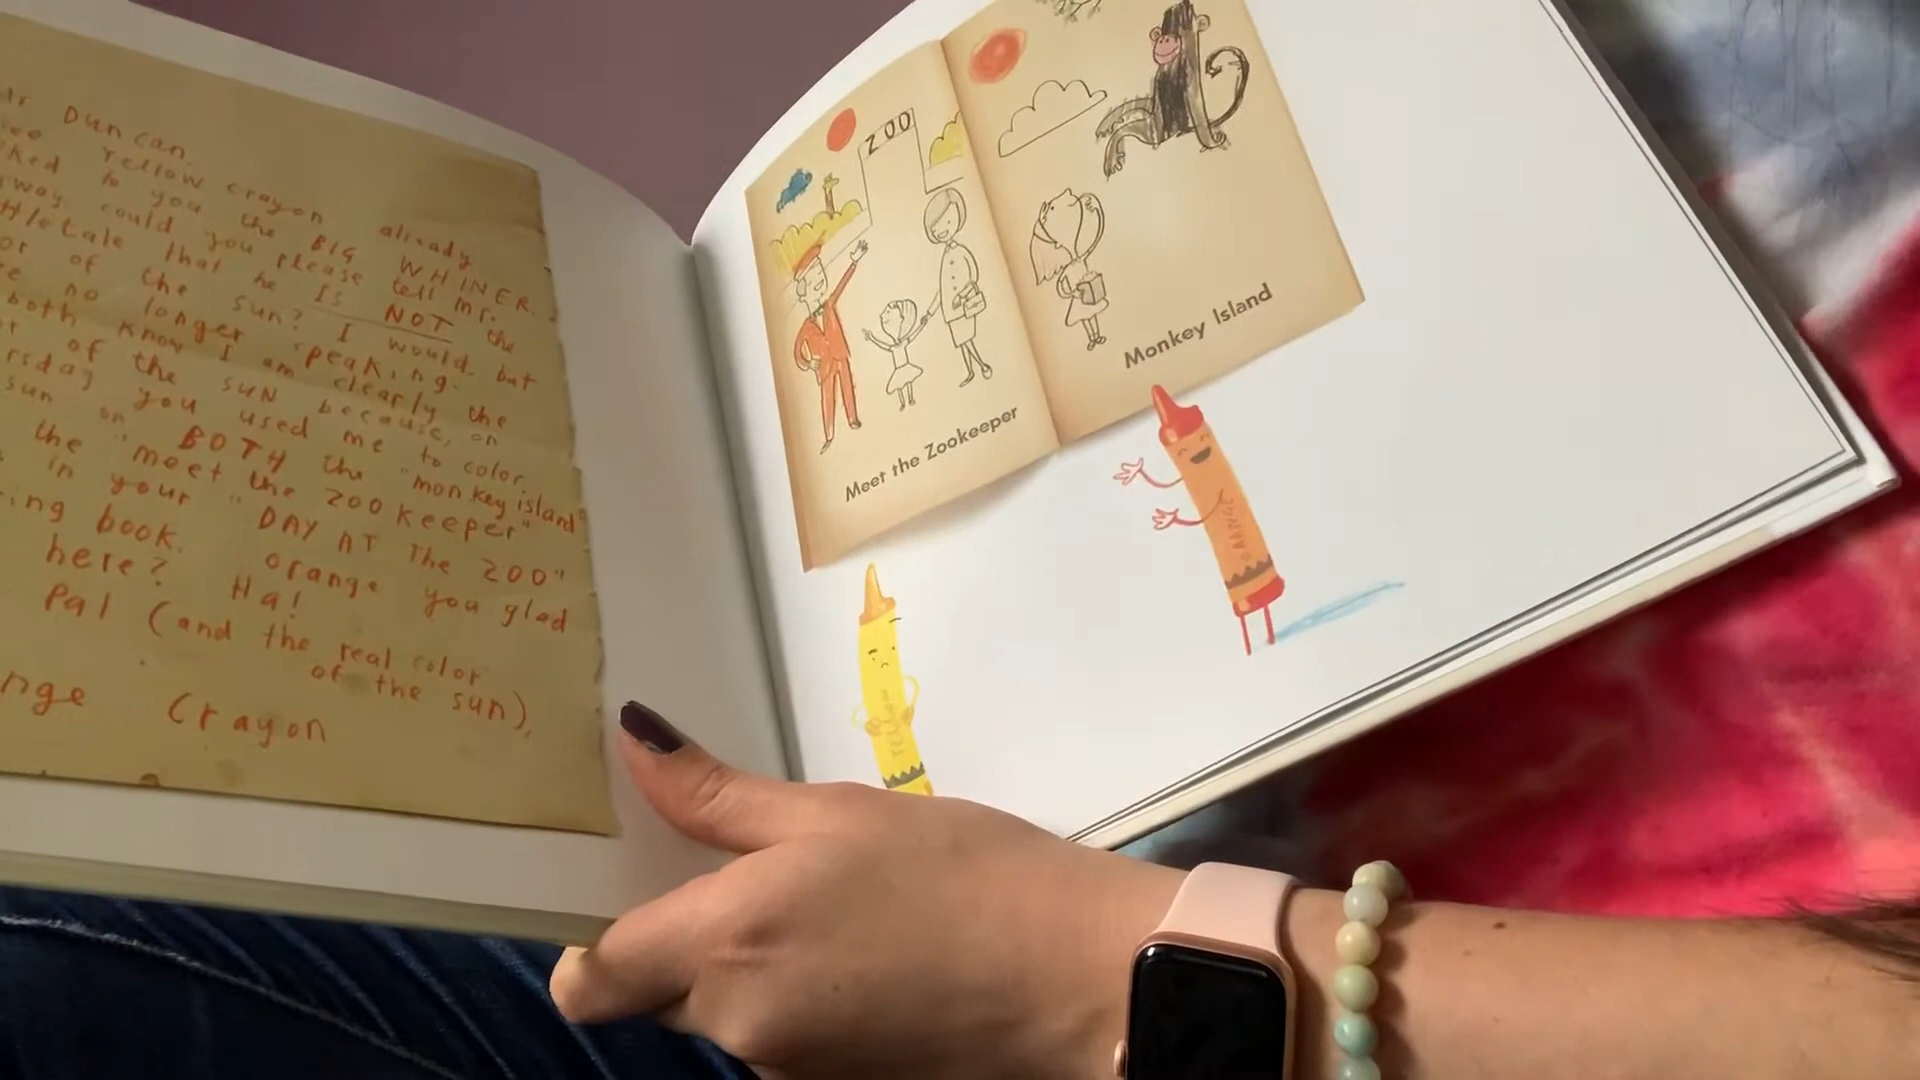 Duncan,
Yellow crayon already
to you, the BIG WHINER.
could you please tell Mr.
tale that he Is NOT the
of the sun? I would, but
no longer speaking.
both know I am clearly the
of the sun because, on
you used me to color
sun on BOTH the "monkey island"
the "meet the zoo keeper"
in your "DAY AT The ZOO"
book. orange you glad
here? Ha!
Pal (and the real color
of the sun),
Crayon
ZOO
Meet the Zookeeper
Monkey Island
YELLOW